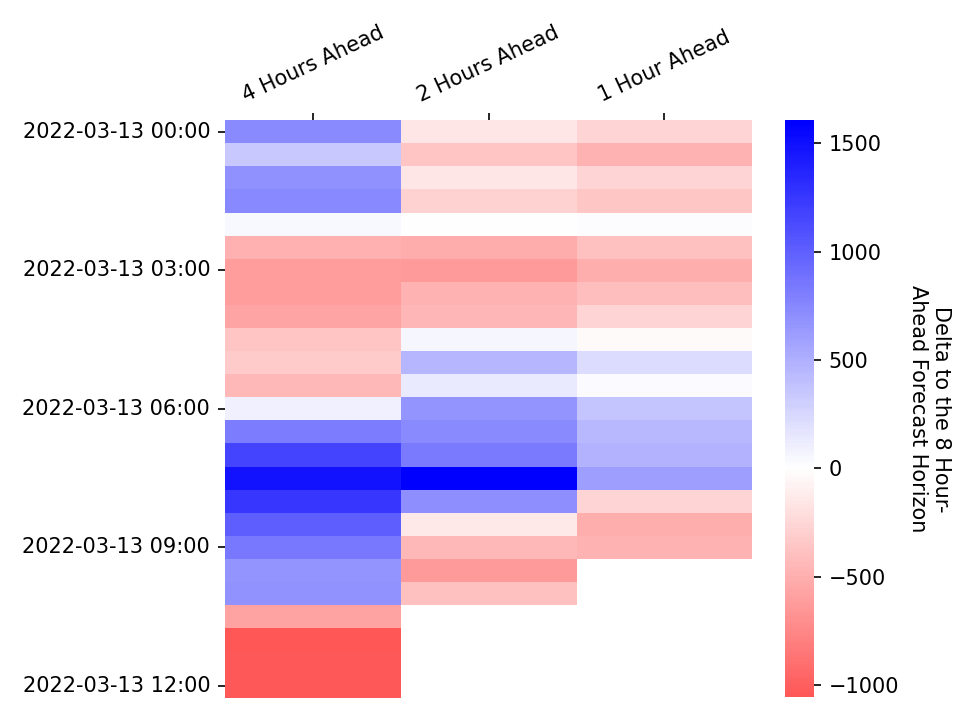 4 Hours Ahead
2 Hours Ahead
1 Hour Ahead
2022-03-13 00:00
2022-03-13 03:00
2022-03-13 06:00
2022-03-13 09:00
2022-03-13 12:00
1500
1000
500
0
−500
−1000
Delta to the 8 Hour-
Ahead Forecast Horizon